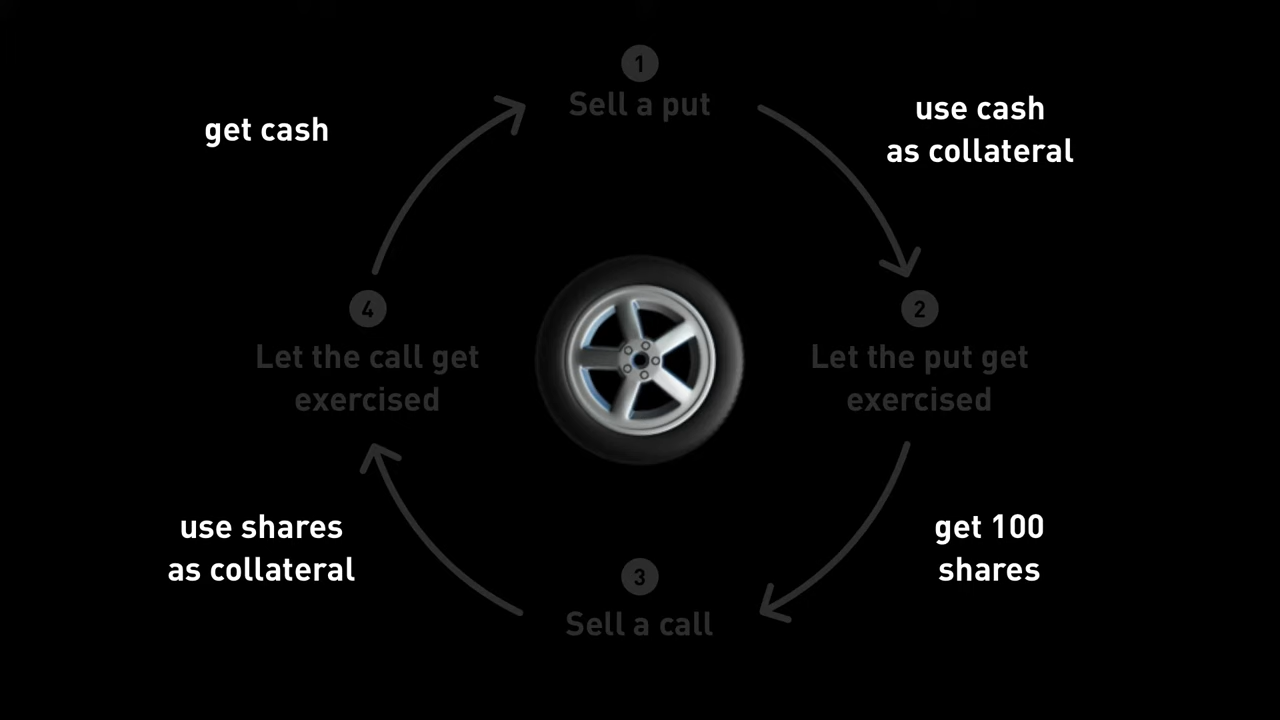 1
Sell a put
use cash
as collateral
2
Let the put get
exercised
get 100
shares
3
Sell a call
use shares
as collateral
4
Let the call get
exercised
get cash